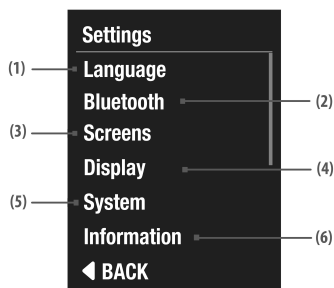 Settings
(1) Language
Bluetooth (2)
(3) Screens
Display (4)
(5) System
Information (6)
BACK